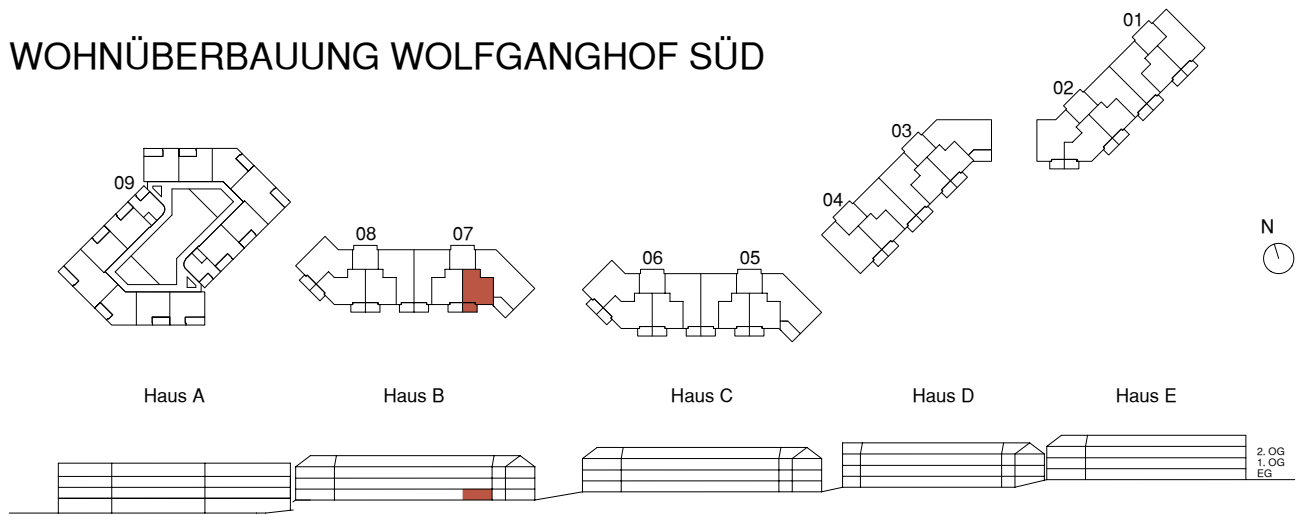 WOHNÜBERBAUUNG WOLFGANGHOF SÜD
01
02
03
04
N
09
08
07
06
05
Haus A
Haus B
Haus C
Haus D
Haus E
2. OG
1. OG
EG